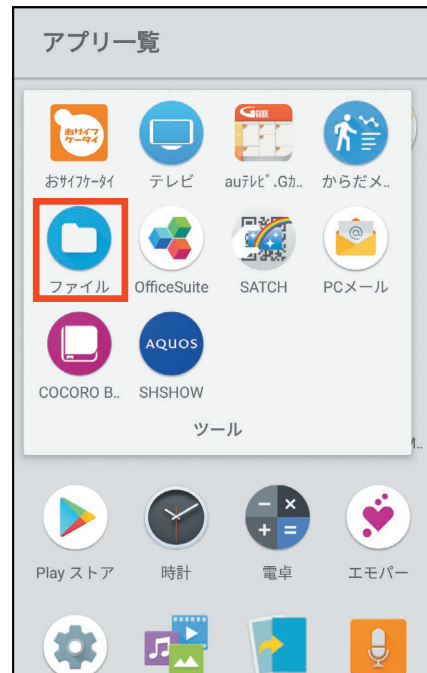 アプリ一覧
おサイフ
ケータイ
GGUIDE
おサイフケータイ
テレビ
auテレビ.Gガ..
からだメ..
ファイル
OfficeSuite
SATCH
PCメール
AQUOS
COCORO B..
SHSHOW
ツール
Play ストア
時計
電卓
エモパー